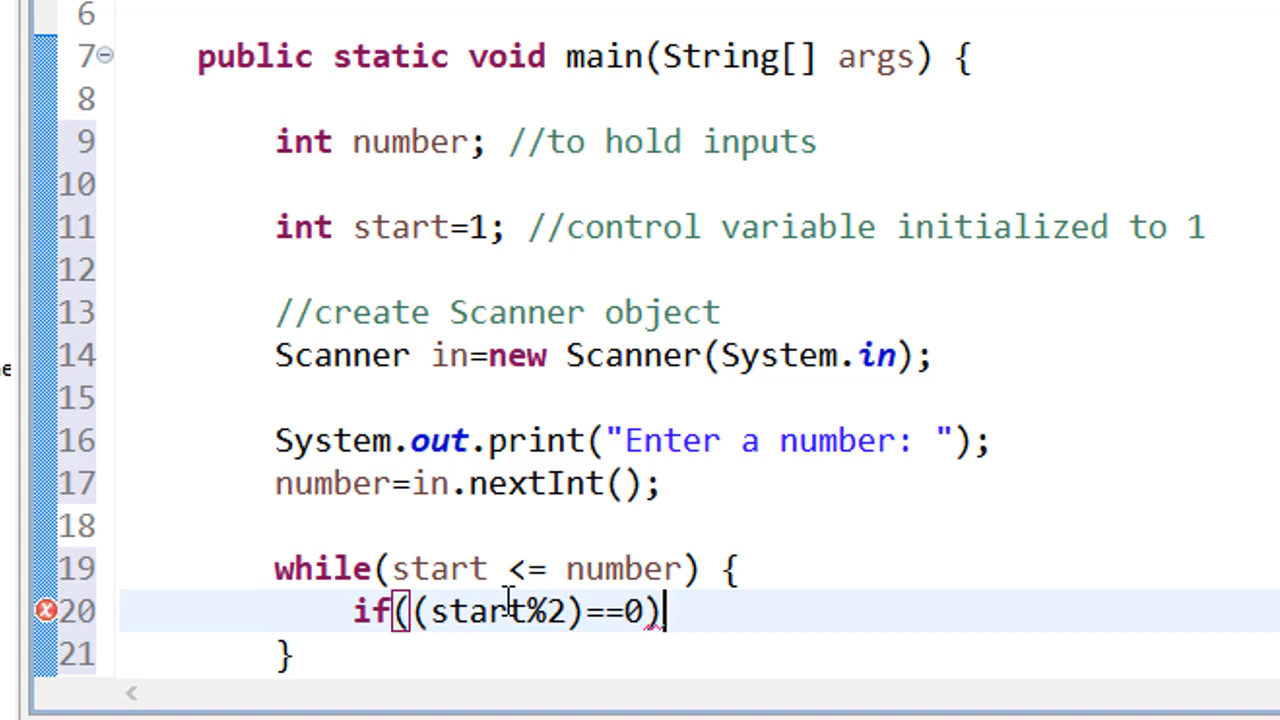 6
7 public static void main(String[] args) {
8
9 int number; //to hold inputs
10
11 int start=1; //control variable initialized to 1
12
13 //create Scanner object
14 Scanner in=new Scanner(System.in);
15
16 System.out.print("Enter a number: ");
17 number=in.nextInt();
18
19 while(start <= number) {
20 if((start%2)==0)
21 }